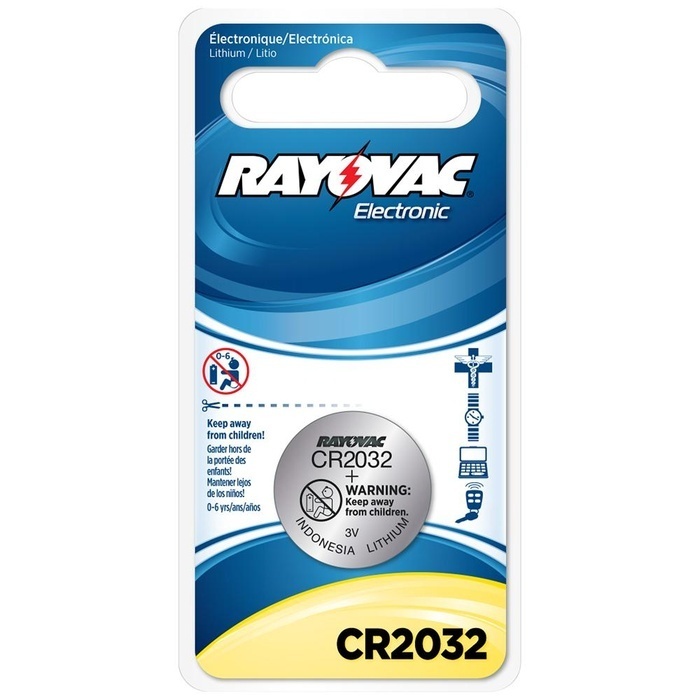 Électronique/Electrónica
Lithium / Litio
RAYOVAC®
Electronic
0-6
Keep away
from children!
Garder hors de
la portée des
enfants!
Mantener lejos
de los niños!
0-6 yrs/ans/años
RAYOVAC
CR2032
+
WARNING:
Keep away
from children.
3V
INDONESIA LITHIUM
CR2032